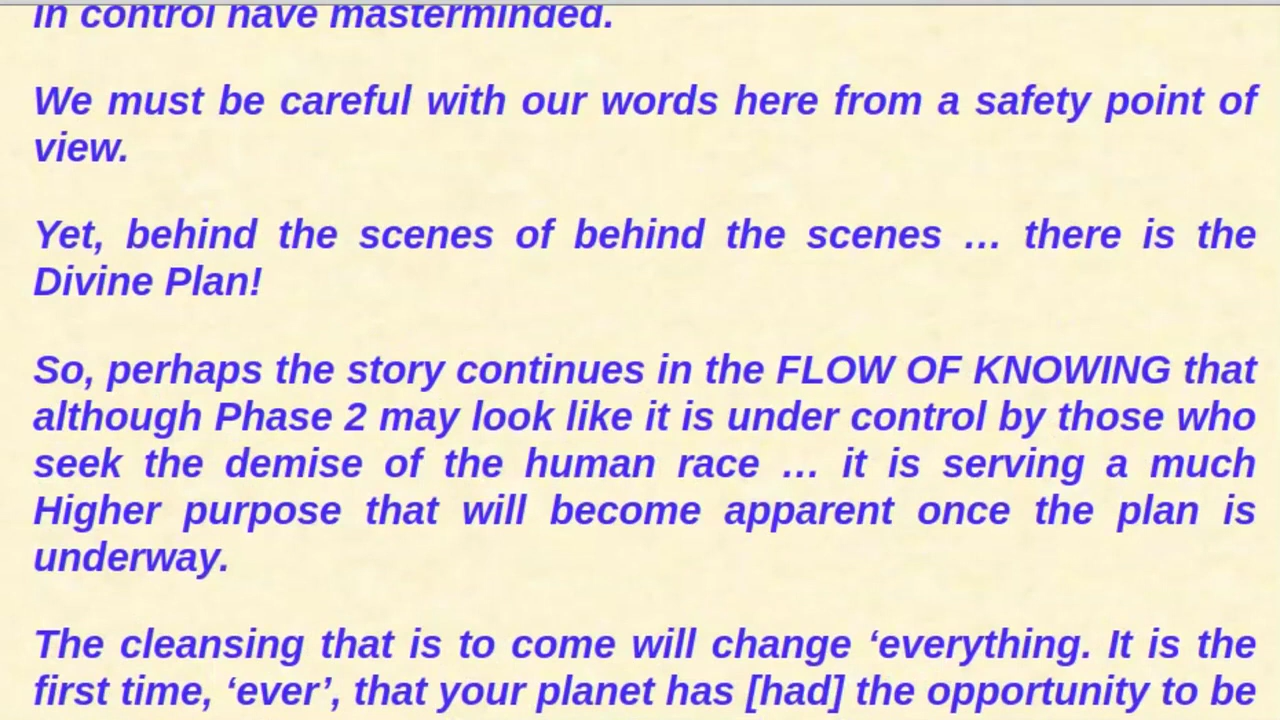 in control have masterminded.
We must be careful with our words here from a safety point of
view.
Yet, behind the scenes of behind the scenes … there is the
Divine Plan!
So, perhaps the story continues in the FLOW OF KNOWING that
although Phase 2 may look like it is under control by those who
seek the demise of the human race … it is serving a much
Higher purpose that will become apparent once the plan is
underway.
The cleansing that is to come will change ‘everything. It is the
first time, ‘ever’, that your planet has [had] the opportunity to be